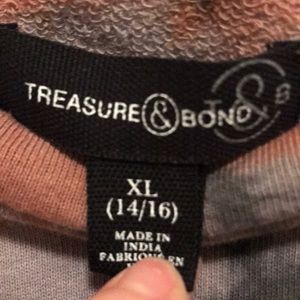 TREASURE & BOND
T & B
XL
(14/16)
MADE IN
INDIA
FABRIQUÉ EN